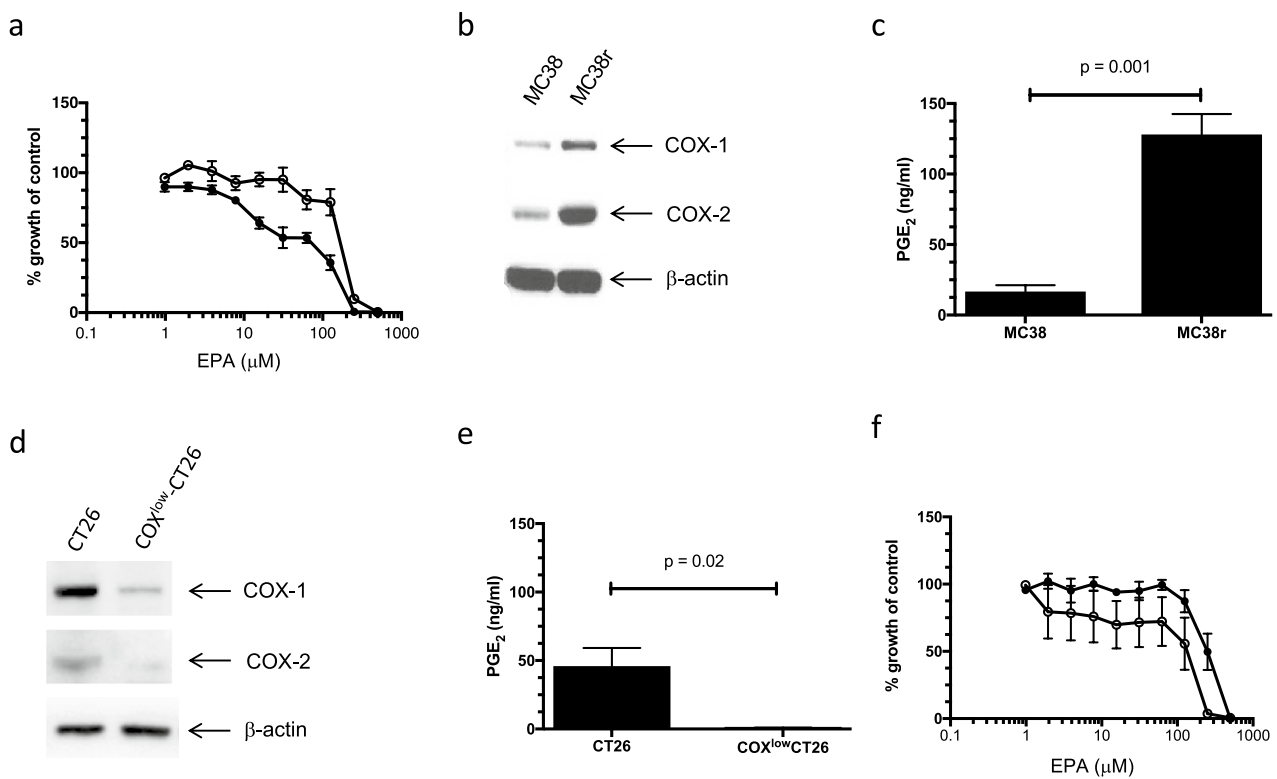 a
150
100
50
0
% growth of control
0.1
1
10
100
1000
EPA (μM)
b
MC38
MC38r
COX-1
COX-2
β-actin
c
p = 0.001
150
100
50
0
PGE₂ (ng/ml)
MC38
MC38r
d
CT26
COXˡᵒʷ-CT26
COX-1
COX-2
β-actin
e
150
100
50
0
PGE₂ (ng/ml)
p = 0.02
CT26
COXˡᵒʷCT26
f
150
100
50
0
% growth of control
0.1
1
10
100
1000
EPA (μM)